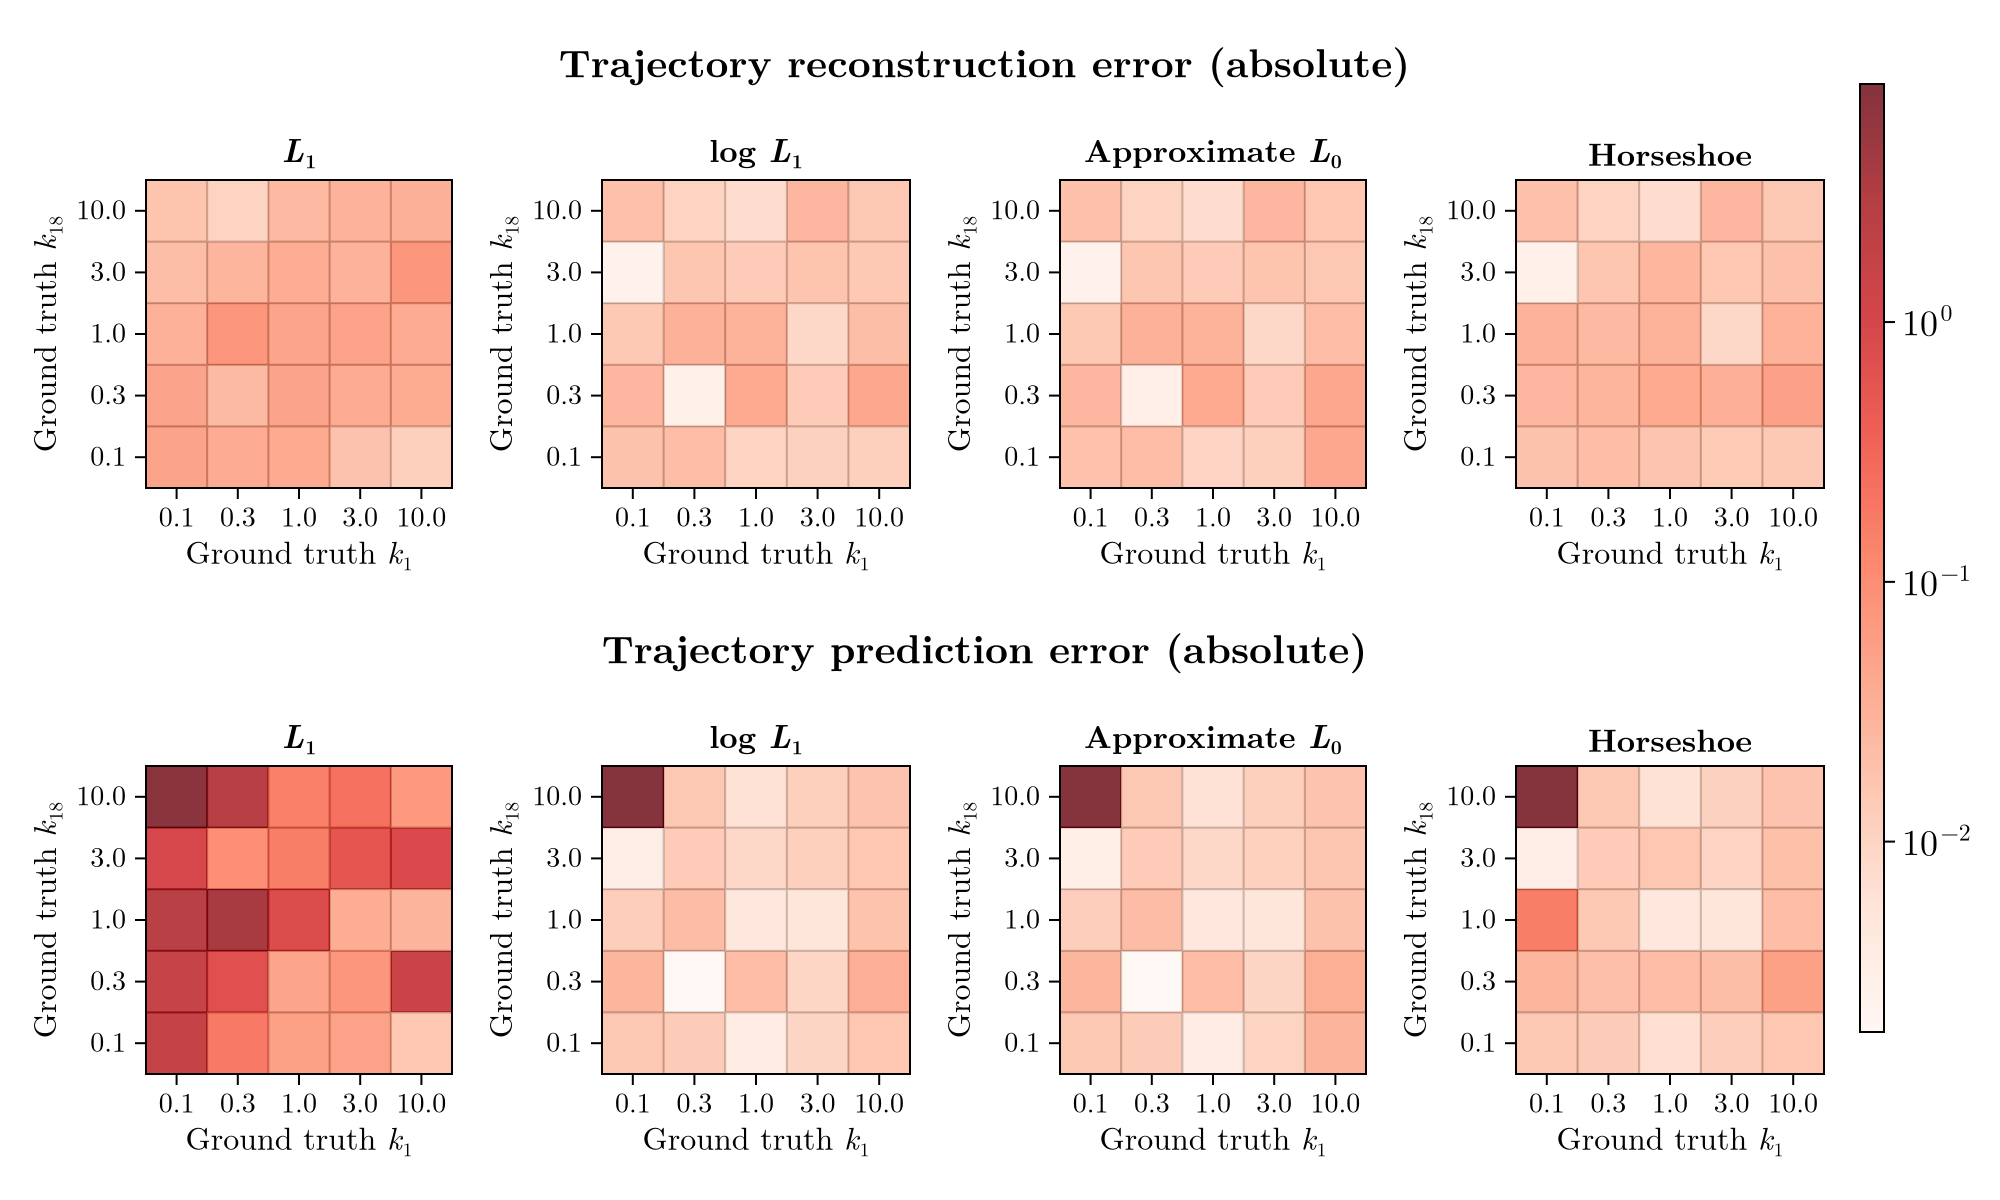 Trajectory reconstruction error (absolute)
L₁
log L₁
Approximate L₀
Horseshoe
Ground truth k₁₈
10.0
3.0
1.0
0.3
0.1
0.1 0.3 1.0 3.0 10.0
Ground truth k₁
Ground truth k₁₈
10.0
3.0
1.0
0.3
0.1
0.1 0.3 1.0 3.0 10.0
Ground truth k₁
Ground truth k₁₈
10.0
3.0
1.0
0.3
0.1
0.1 0.3 1.0 3.0 10.0
Ground truth k₁
Ground truth k₁₈
10.0
3.0
1.0
0.3
0.1
0.1 0.3 1.0 3.0 10.0
Ground truth k₁
Trajectory prediction error (absolute)
L₁
log L₁
Approximate L₀
Horseshoe
Ground truth k₁₈
10.0
3.0
1.0
0.3
0.1
0.1 0.3 1.0 3.0 10.0
Ground truth k₁
Ground truth k₁₈
10.0
3.0
1.0
0.3
0.1
0.1 0.3 1.0 3.0 10.0
Ground truth k₁
Ground truth k₁₈
10.0
3.0
1.0
0.3
0.1
0.1 0.3 1.0 3.0 10.0
Ground truth k₁
Ground truth k₁₈
10.0
3.0
1.0
0.3
0.1
0.1 0.3 1.0 3.0 10.0
Ground truth k₁
10⁰
10⁻¹
10⁻²